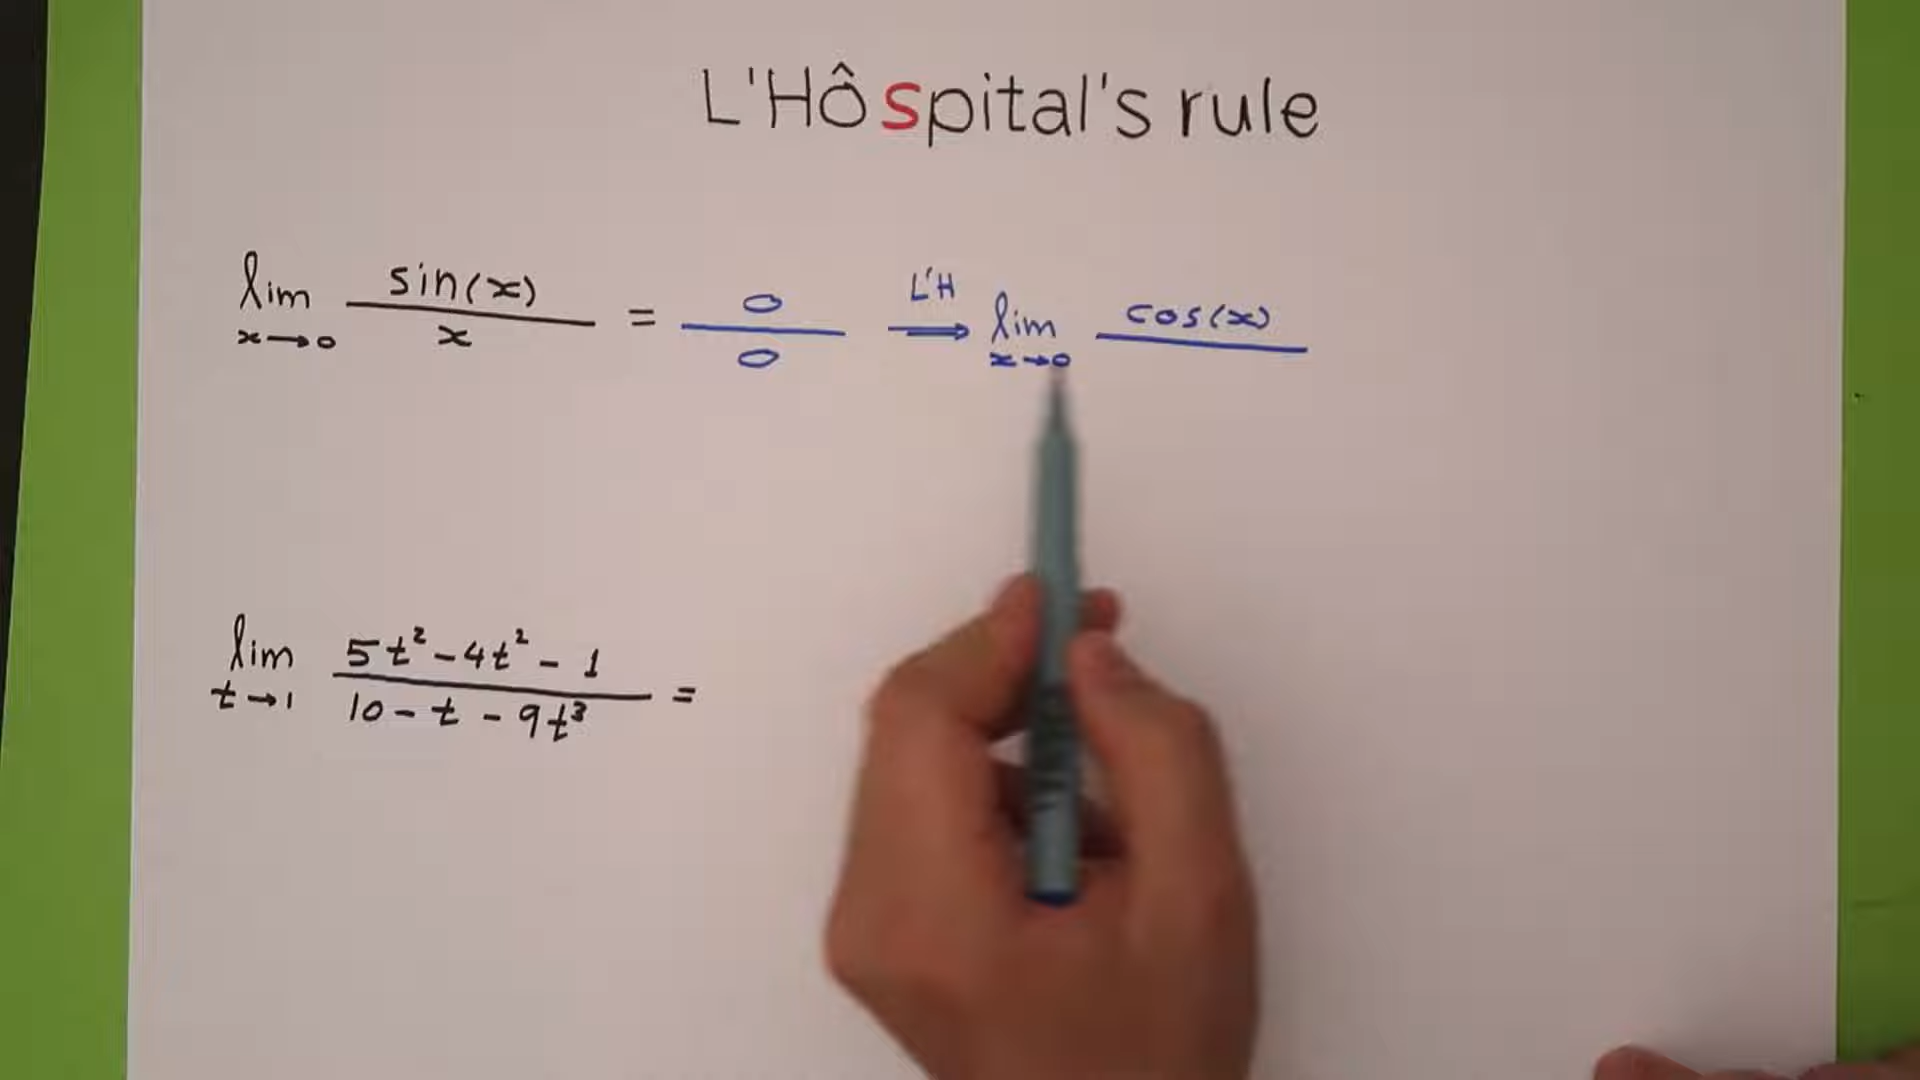 L'Hôspital's rule
lim x→0 sin(x)/x = 0/0 L'H ⟹ lim x→0 cos(x)/
lim t→1 (5t² - 4t² - 1)/(10 - t - 9t³) =